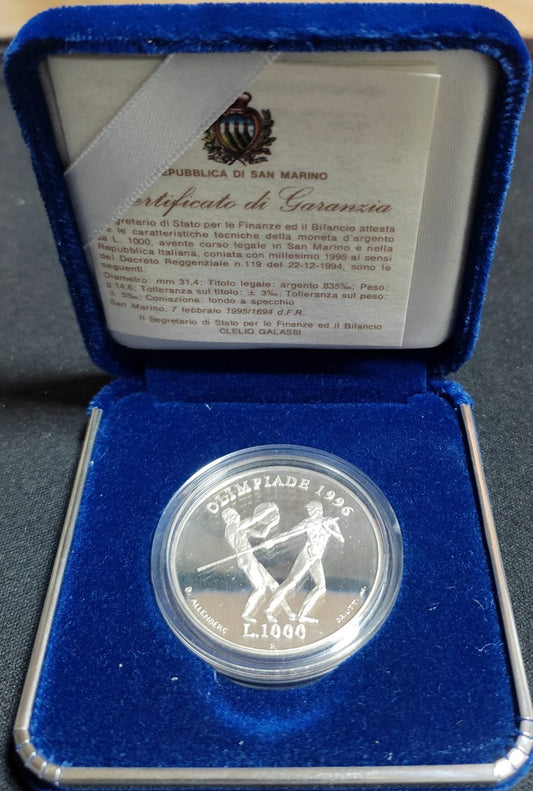 EPUBBLICA DI SAN MARINO
ertificato di Garanzia
egretario di Stato per le Finanze ed il Bilancio attesta
e le caratteristiche tecniche della moneta d'argento
da L. 1000, avente corso legale in San Marino e nella
Repubblica Italiana, coniata con millesimo 1995 ai sensi
del Decreto Reggenziale n.119 del 22-12-1994, sono le
seguenti:
Diametro: mm 31,4; Titolo legale: argento 835‰; Peso:
g 14,6; Tolleranza sul titolo: ± 3‰; Tolleranza sul peso:
± 5‰; Coniazione: fondo a specchio
San Marino, 7 febbraio 1995/1694 d.F.R.
Il Segretario di Stato per le Finanze ed il Bilancio
CLELIO GALASSI
OLIMPIADE 1996
ALLENBERG
L.1000
R